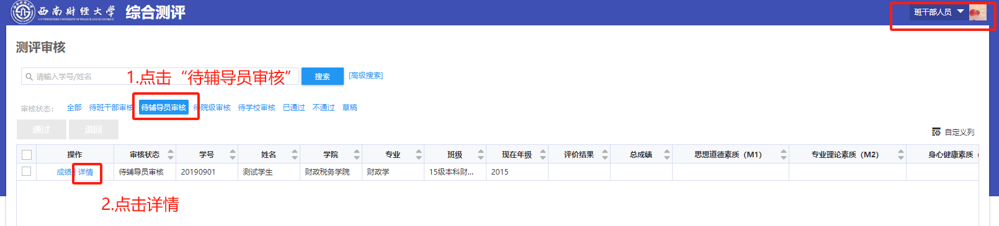 西南财经大学 综合测评 班干部人员
SOUTHWESTERN UNIVERSITY OF FINANCE AND ECONOMICS
测评审核
请输入学号/姓名 1.点击“待辅导员审核” 搜索 [高级搜索]
审核状态： 全部 待班干部审核 待辅导员审核 待院级审核 待学校审核 已通过 不通过 草稿
通过 退回 自定义列
操作 审核状态 学号 姓名 学院 专业 班级 现在年级 评价结果 总成绩 思想道德素质（M1） 专业理论素质（M2） 身心健康素质（
成绩| 详情 待辅导员审核 20190901 测试学生 财政税务学院 财政学 15级本科财... 2015
2.点击详情